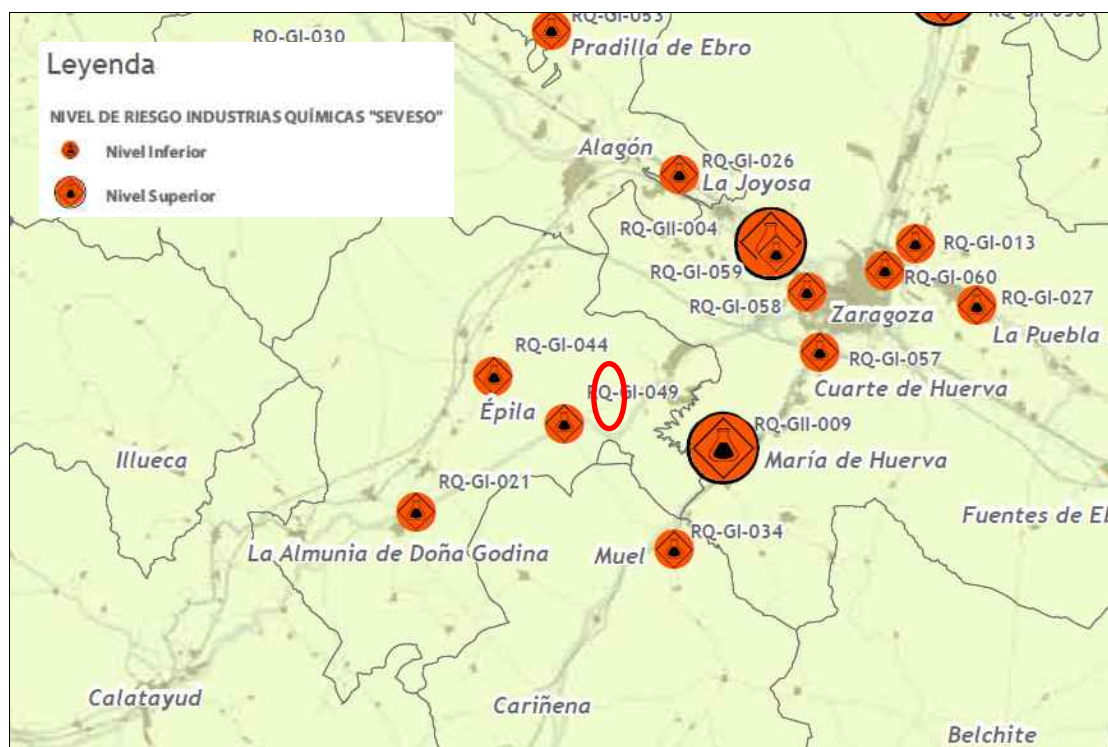 RQ-GI-053
RQ-GI-030
Pradilla de Ebro
Leyenda
NIVEL DE RIESGO INDUSTRIAS QUÍMICAS "SEVESO"
Nivel Inferior
Nivel Superior
Alagón
RQ-GI-026
La Joyosa
RQ-GII-004
RQ-GI-013
RQ-GI-059
RQ-GI-060
RQ-GI-058
RQ-GI-027
Zaragoza
La Puebla
RQ-GI-044
RQ-GI-057
Cuarte de Huerva
RQ-GI-049
Épila
RQ-GII-009
Illueca
María de Huerva
RQ-GI-021
Fuentes de E
RQ-GI-034
La Almunia de Doña Godina
Muel
Calatayud
Cariñena
Belchite